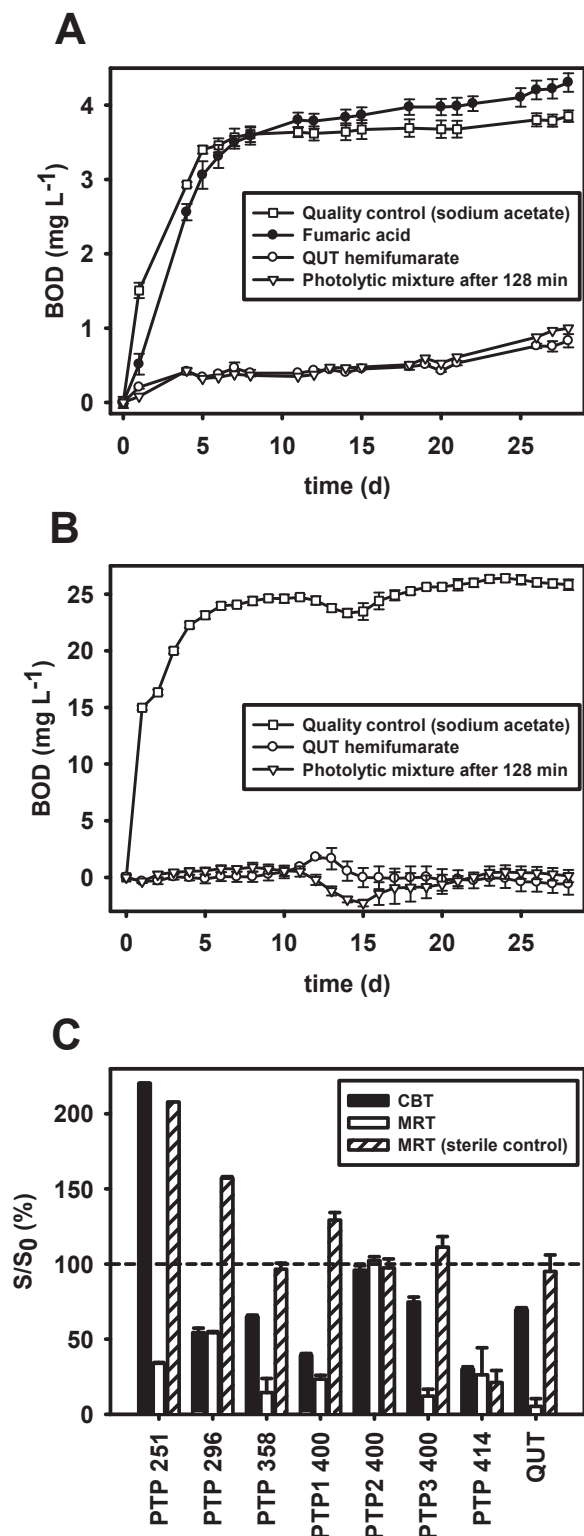 A
BOD (mg L-1)
4
3
2
1
0
Quality control (sodium acetate)
Fumaric acid
QUT hemifumarate
Photolytic mixture after 128 min
0 5 10 15 20 25
time (d)
B
BOD (mg L-1)
25
20
15
10
5
0
Quality control (sodium acetate)
QUT hemifumarate
Photolytic mixture after 128 min
0 5 10 15 20 25
time (d)
C
S/S0 (%)
200
150
100
50
0
CBT
MRT
MRT (sterile control)
PTP 251
PTP 296
PTP 358
PTP1 400
PTP2 400
PTP3 400
PTP 414
QUT